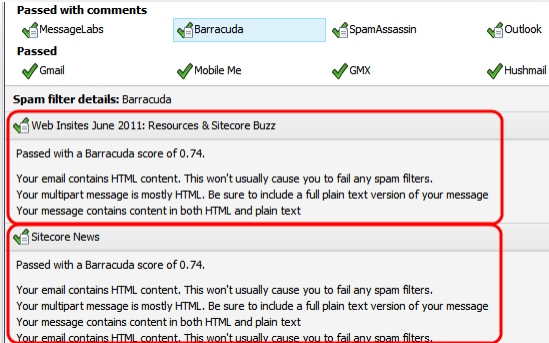 Passed with comments
MessageLabs Barracuda SpamAssassin Outlook
Passed
Gmail Mobile Me GMX Hushmail
Spam filter details: Barracuda
Web Insites June 2011: Resources & Sitecore Buzz
Passed with a Barracuda score of 0.74.
Your email contains HTML content. This won't usually cause you to fail any spam filters.
Your multipart message is mostly HTML. Be sure to include a full plain text version of your message
Your message contains content in both HTML and plain text
Sitecore News
Passed with a Barracuda score of 0.74.
Your email contains HTML content. This won't usually cause you to fail any spam filters.
Your multipart message is mostly HTML. Be sure to include a full plain text version of your message
Your message contains content in both HTML and plain text
Your email contains HTML content. This won't usually cause you to fail any spam filters.